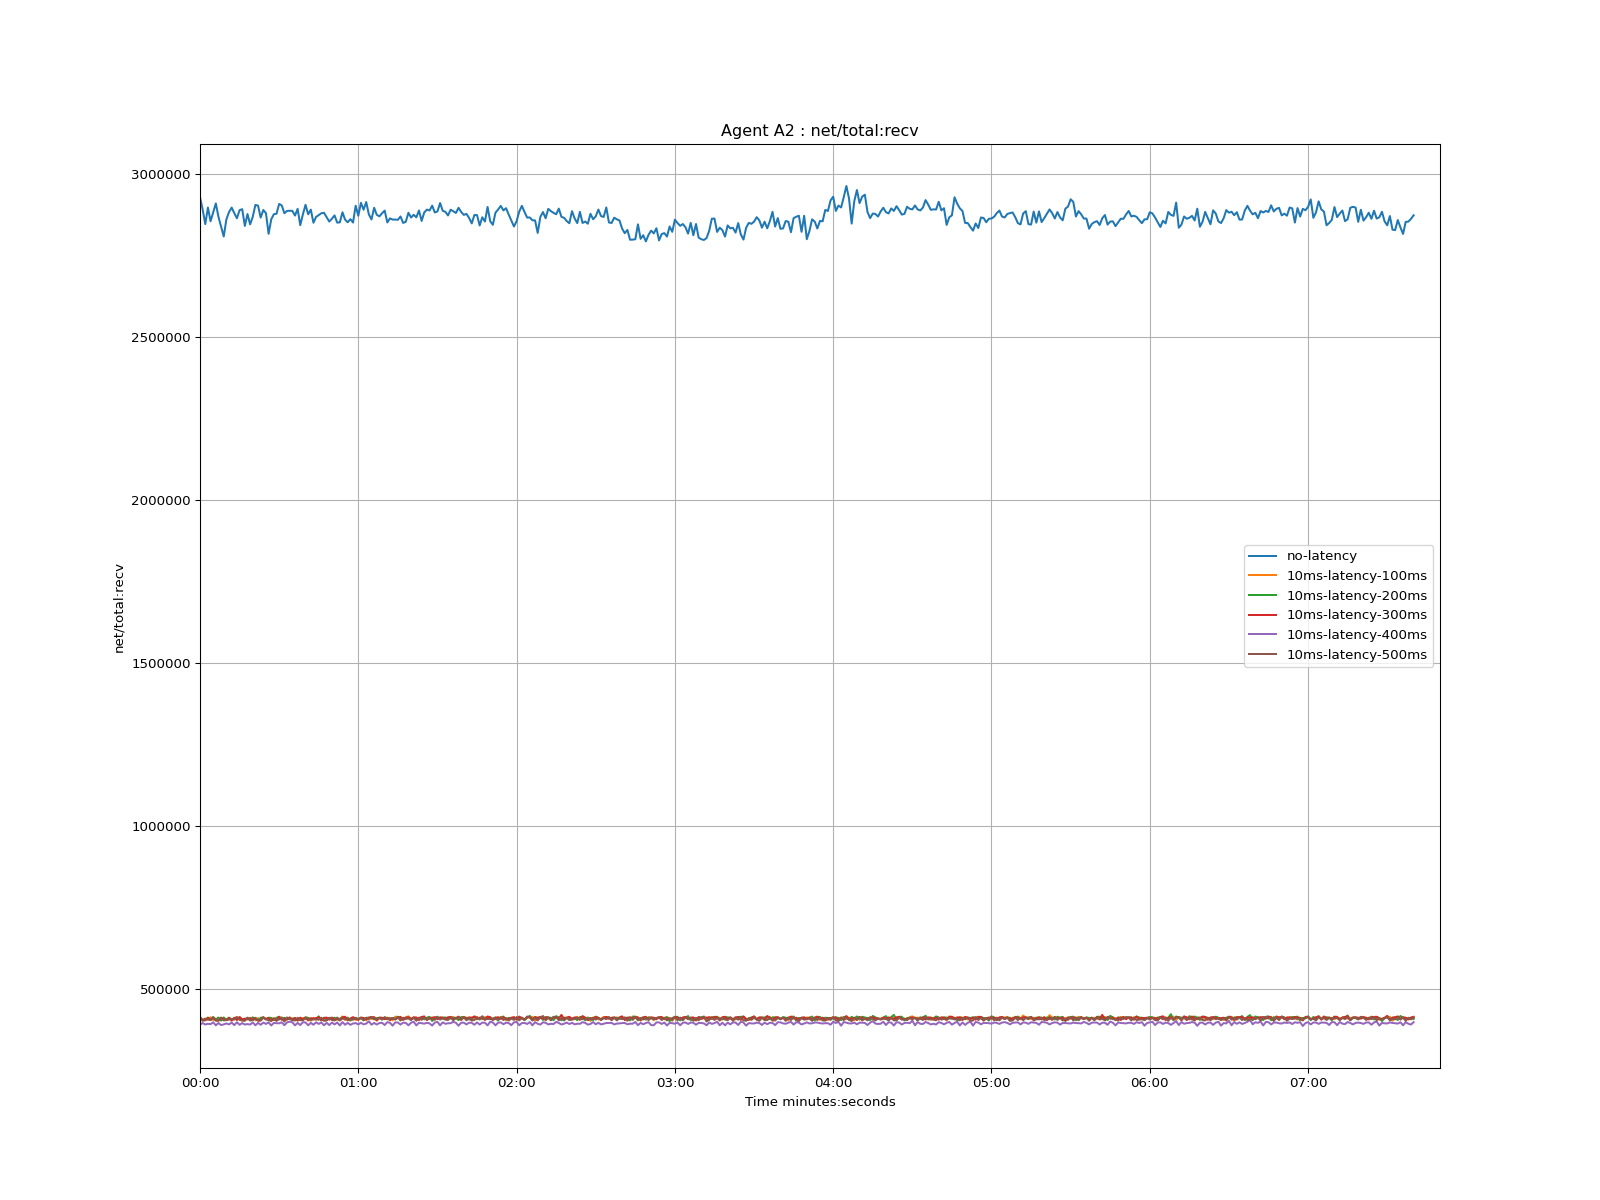 Agent A2 : net/total:recv
3000000
2500000
2000000
1500000
1000000
500000
net/total:recv
no-latency
10ms-latency-100ms
10ms-latency-200ms
10ms-latency-300ms
10ms-latency-400ms
10ms-latency-500ms
00:00 01:00 02:00 03:00 04:00 05:00 06:00 07:00
Time minutes:seconds